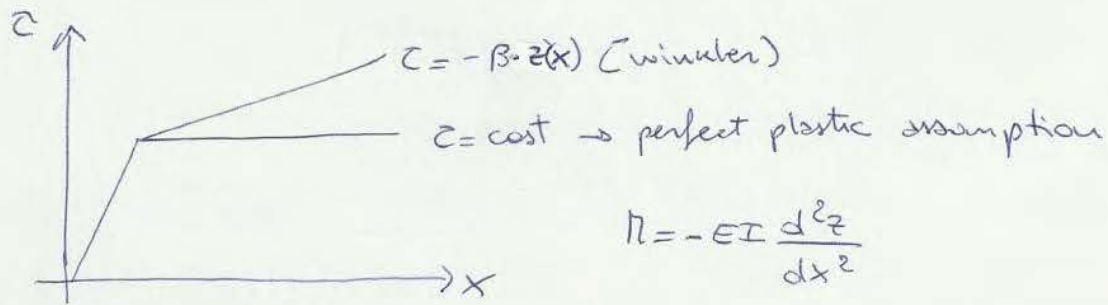 τ
τ = -β·z(x) (winkler)
τ = cost → perfect plastic assumption
M = -EI d²z/dx²
x